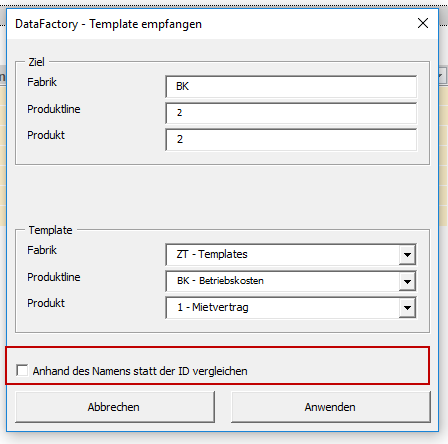 DataFactory - Template empfangen
Ziel
Fabrik BK
Produktline 2
Produkt 2
Template
Fabrik ZT - Templates
Produktline BK - Betriebskosten
Produkt 1 - Mietvertrag
Anhand des Namens statt der ID vergleichen
Abbrechen Anwenden